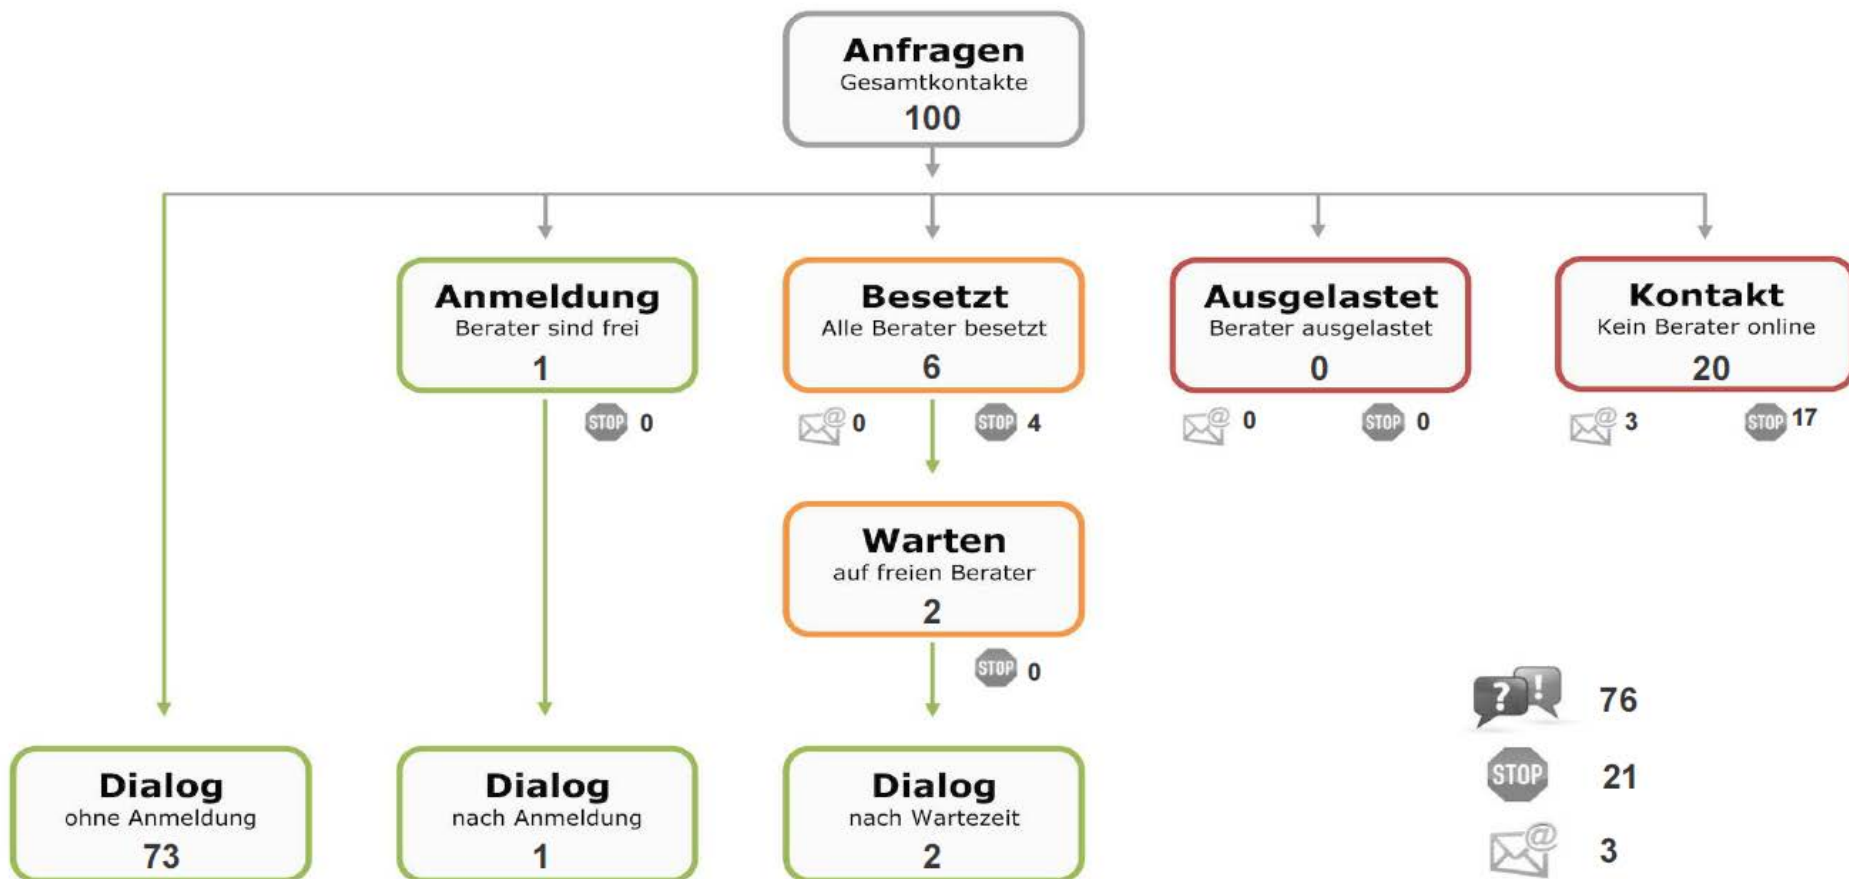 Anfragen
Gesamtkontakte
100
Anmeldung
Berater sind frei
1
STOP 0
Besetzt
Alle Berater besetzt
6
@ 0
STOP 4
Ausgelastet
Berater ausgelastet
0
@ 0
STOP 0
Kontakt
Kein Berater online
20
@ 3
STOP 17
Warten
auf freien Berater
2
STOP 0
Dialog
ohne Anmeldung
73
Dialog
nach Anmeldung
1
Dialog
nach Wartezeit
2
? ! 76
STOP 21
@ 3